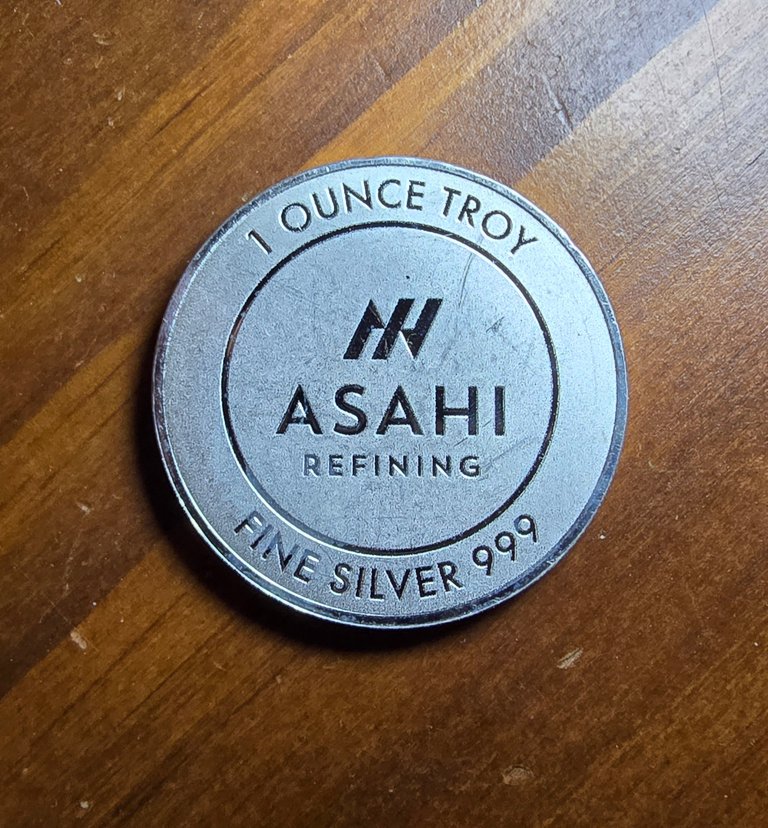 1 OUNCE TROY
ASAHI
REFINING
FINE SILVER 999